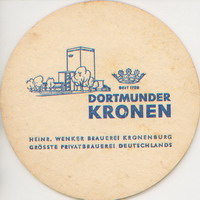 SEIT 1729
DORTMUNDER
KRONEN
HEINR. WENKER BRAUEREI KRONENBURG
GRÖSSTE PRIVATBRAUEREI DEUTSCHLANDS